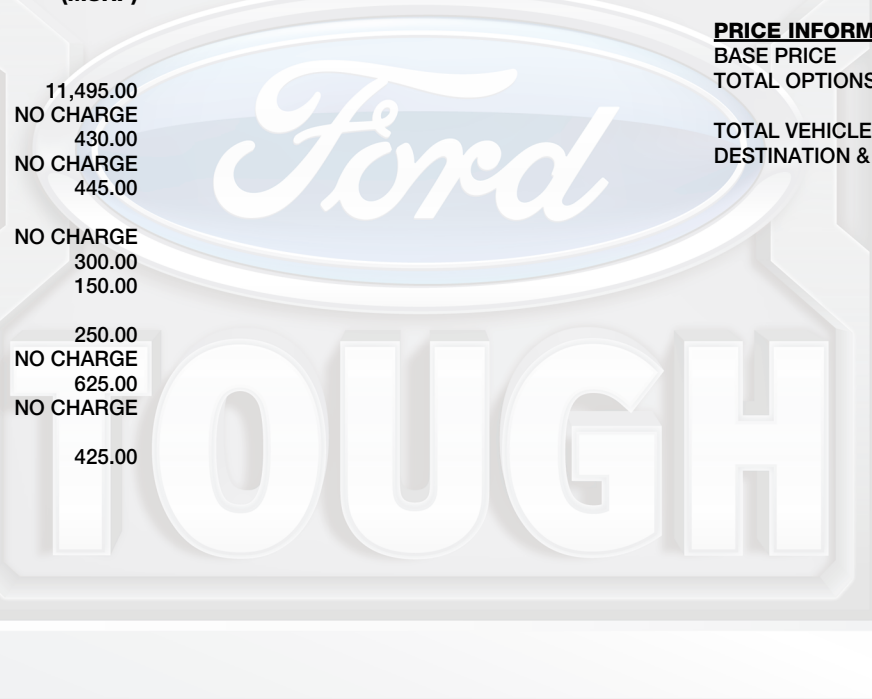 PRICE INFORM
BASE PRICE
TOTAL OPTIONS
TOTAL VEHICLE
DESTINATION &
11,495.00
NO CHARGE
430.00
NO CHARGE
445.00
NO CHARGE
300.00
150.00
250.00
NO CHARGE
625.00
NO CHARGE
425.00
Ford
TOUGH